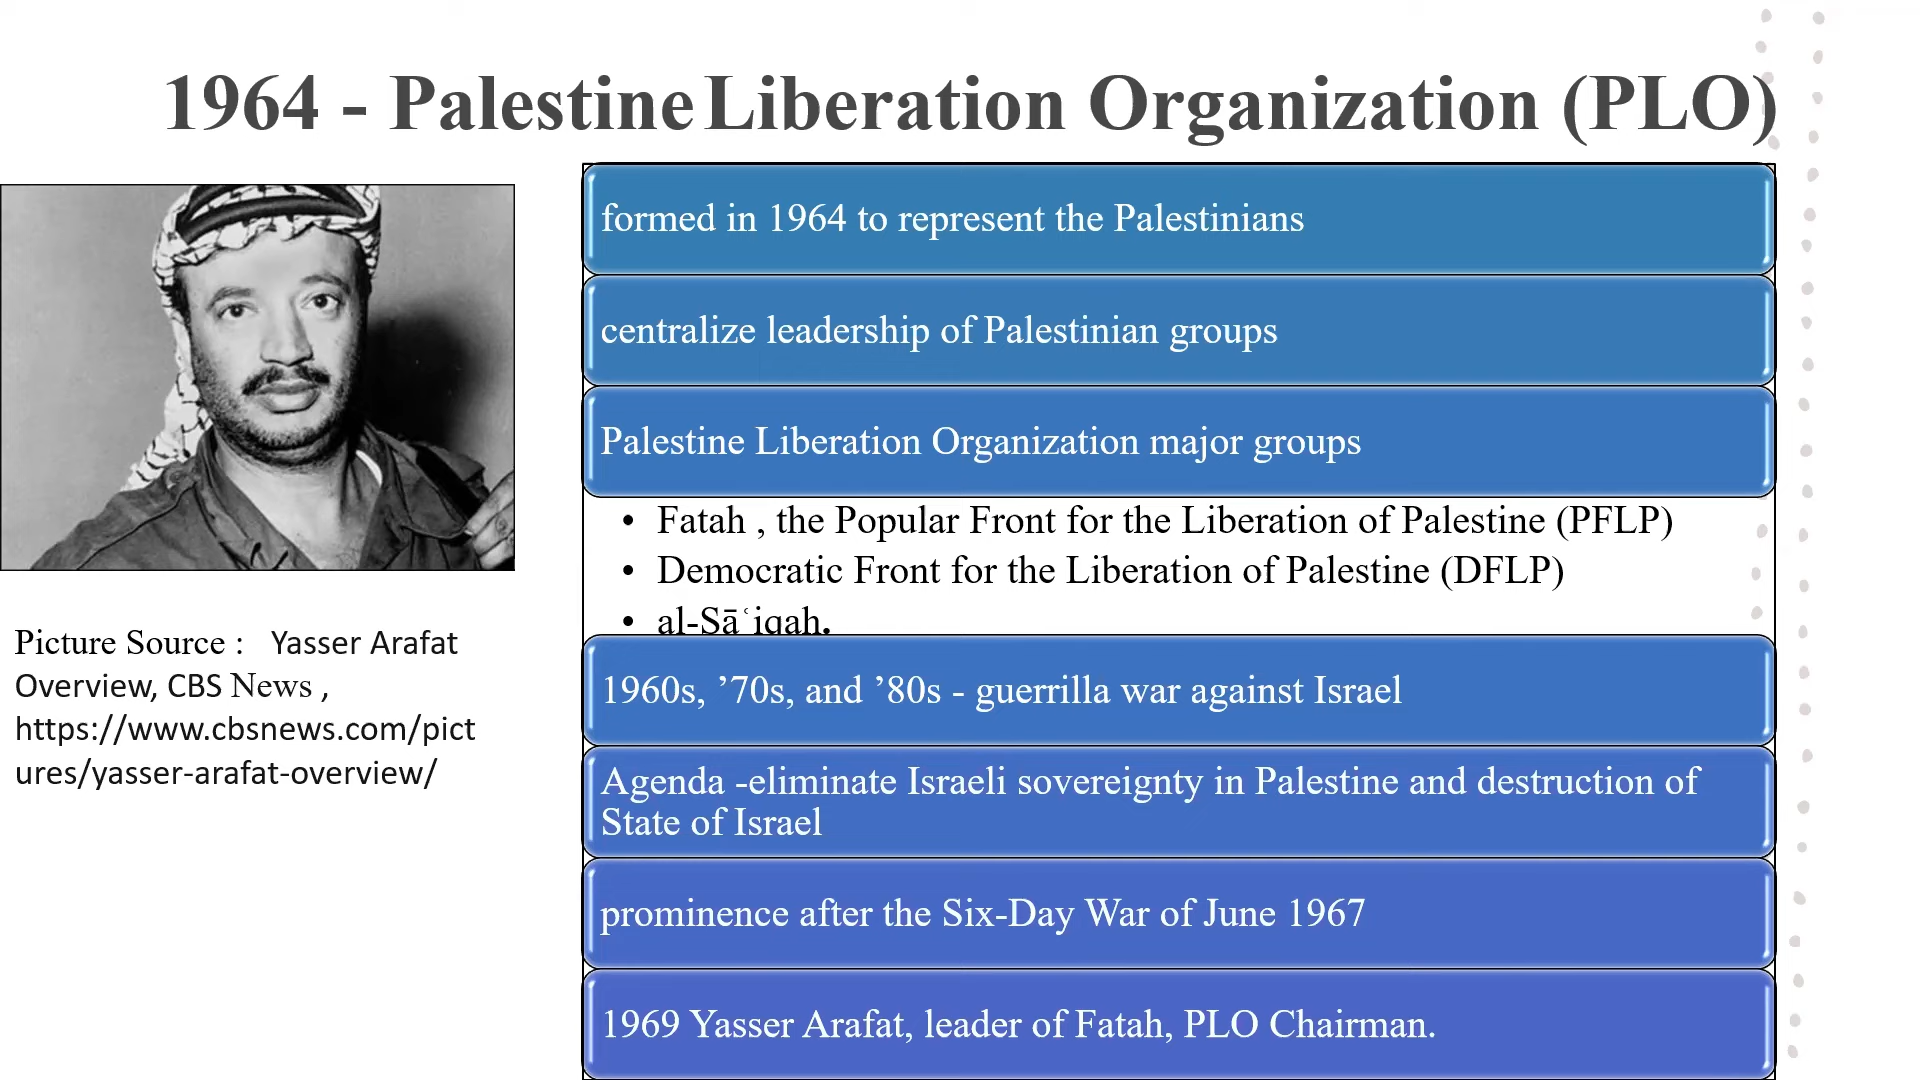 1964 - Palestine Liberation Organization (PLO)
formed in 1964 to represent the Palestinians
centralize leadership of Palestinian groups
Palestine Liberation Organization major groups
• Fatah , the Popular Front for the Liberation of Palestine (PFLP)
• Democratic Front for the Liberation of Palestine (DFLP)
• al-Sāʿiqah.
1960s, ’70s, and ’80s - guerrilla war against Israel
Agenda -eliminate Israeli sovereignty in Palestine and destruction of
State of Israel
prominence after the Six-Day War of June 1967
1969 Yasser Arafat, leader of Fatah, PLO Chairman.
Picture Source : Yasser Arafat
Overview, CBS News ,
https://www.cbsnews.com/pict
ures/yasser-arafat-overview/